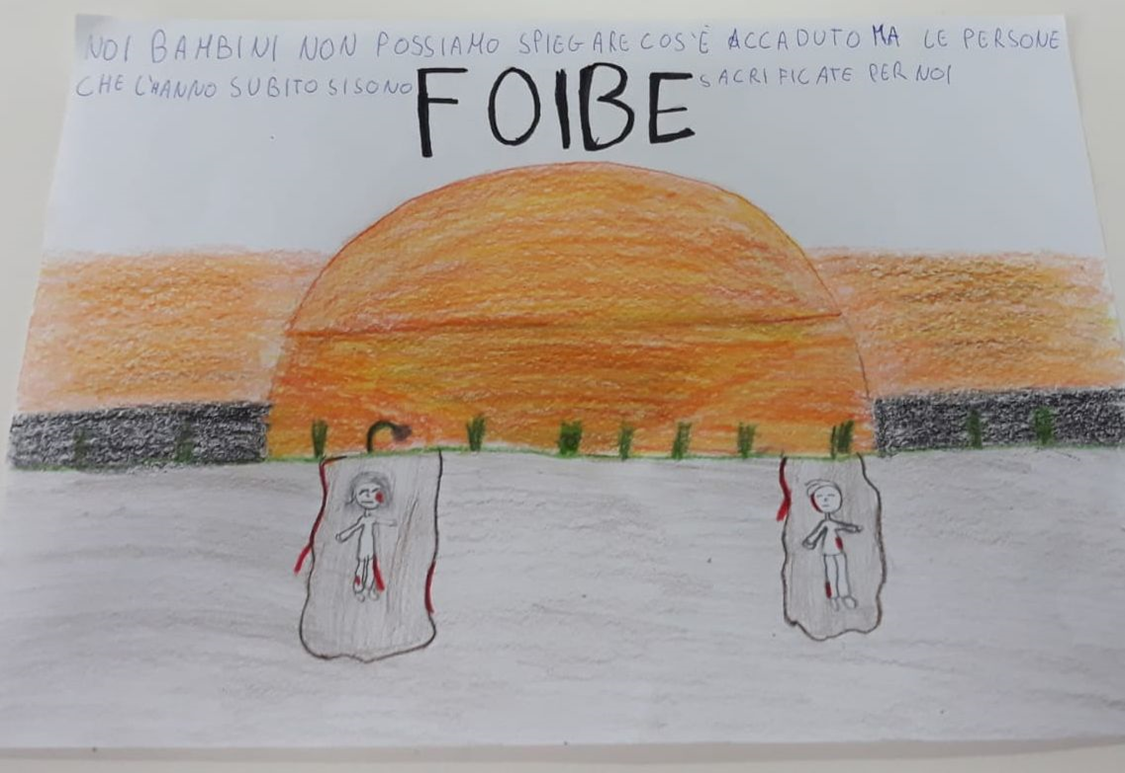 NOI BAMBINI NON POSSIAMO SPIEGARE COS'È ACCADUTO MA LE PERSONE
CHE L'HANNO SUBITO SI SONO SACRIFICATE PER NOI
FOIBE